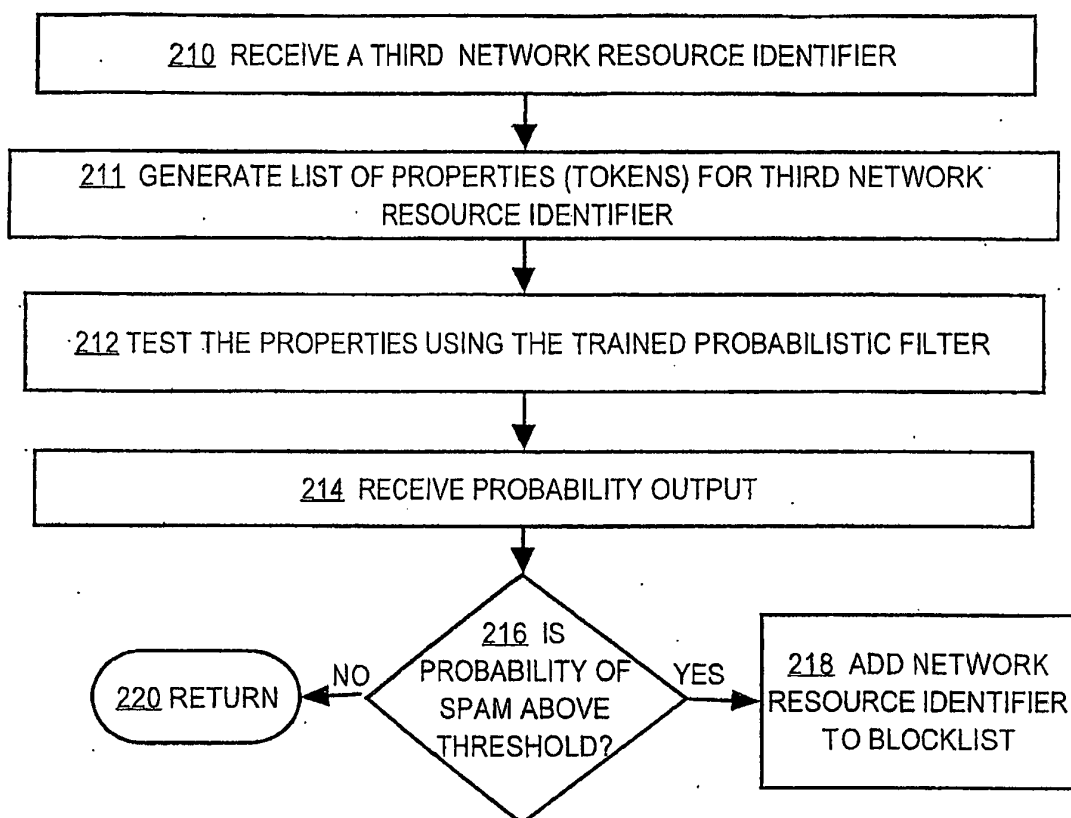 210 RECEIVE A THIRD NETWORK RESOURCE IDENTIFIER
211 GENERATE LIST OF PROPERTIES (TOKENS) FOR THIRD NETWORK
RESOURCE IDENTIFIER
212 TEST THE PROPERTIES USING THE TRAINED PROBABILISTIC FILTER
214 RECEIVE PROBABILITY OUTPUT
216 IS
PROBABILITY OF
SPAM ABOVE
THRESHOLD?
NO
220 RETURN
YES
218 ADD NETWORK
RESOURCE IDENTIFIER
TO BLOCKLIST